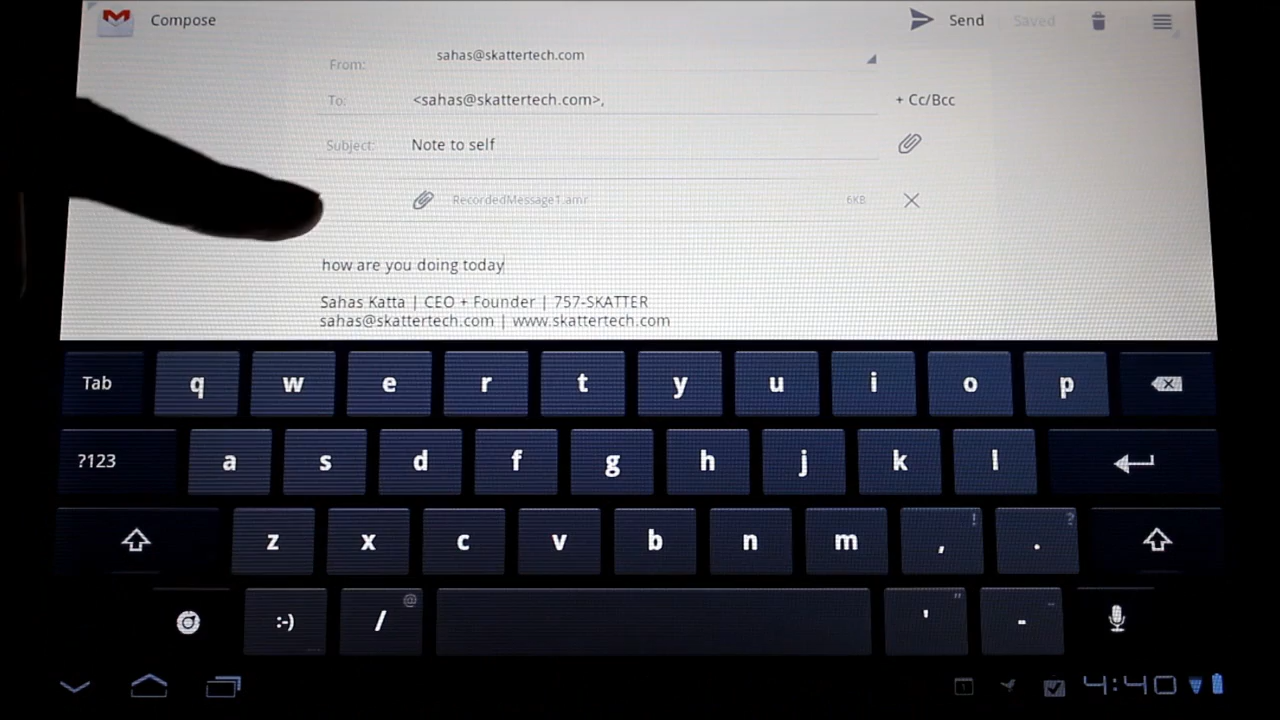 Compose Send Saved
From: sahas@skattertech.com
To: <sahas@skattertech.com>, + Cc/Bcc
Subject: Note to self
RecordedMessage1.amr 6KB
how are you doing today
Sahas Katta | CEO + Founder | 757-SKATTER
sahas@skattertech.com | www.skattertech.com
Tab q w e r t y u i o p
?123 a s d f g h j k l
z x c v b n m , ! . ?
:-) / @ ' " - _
1 4:40